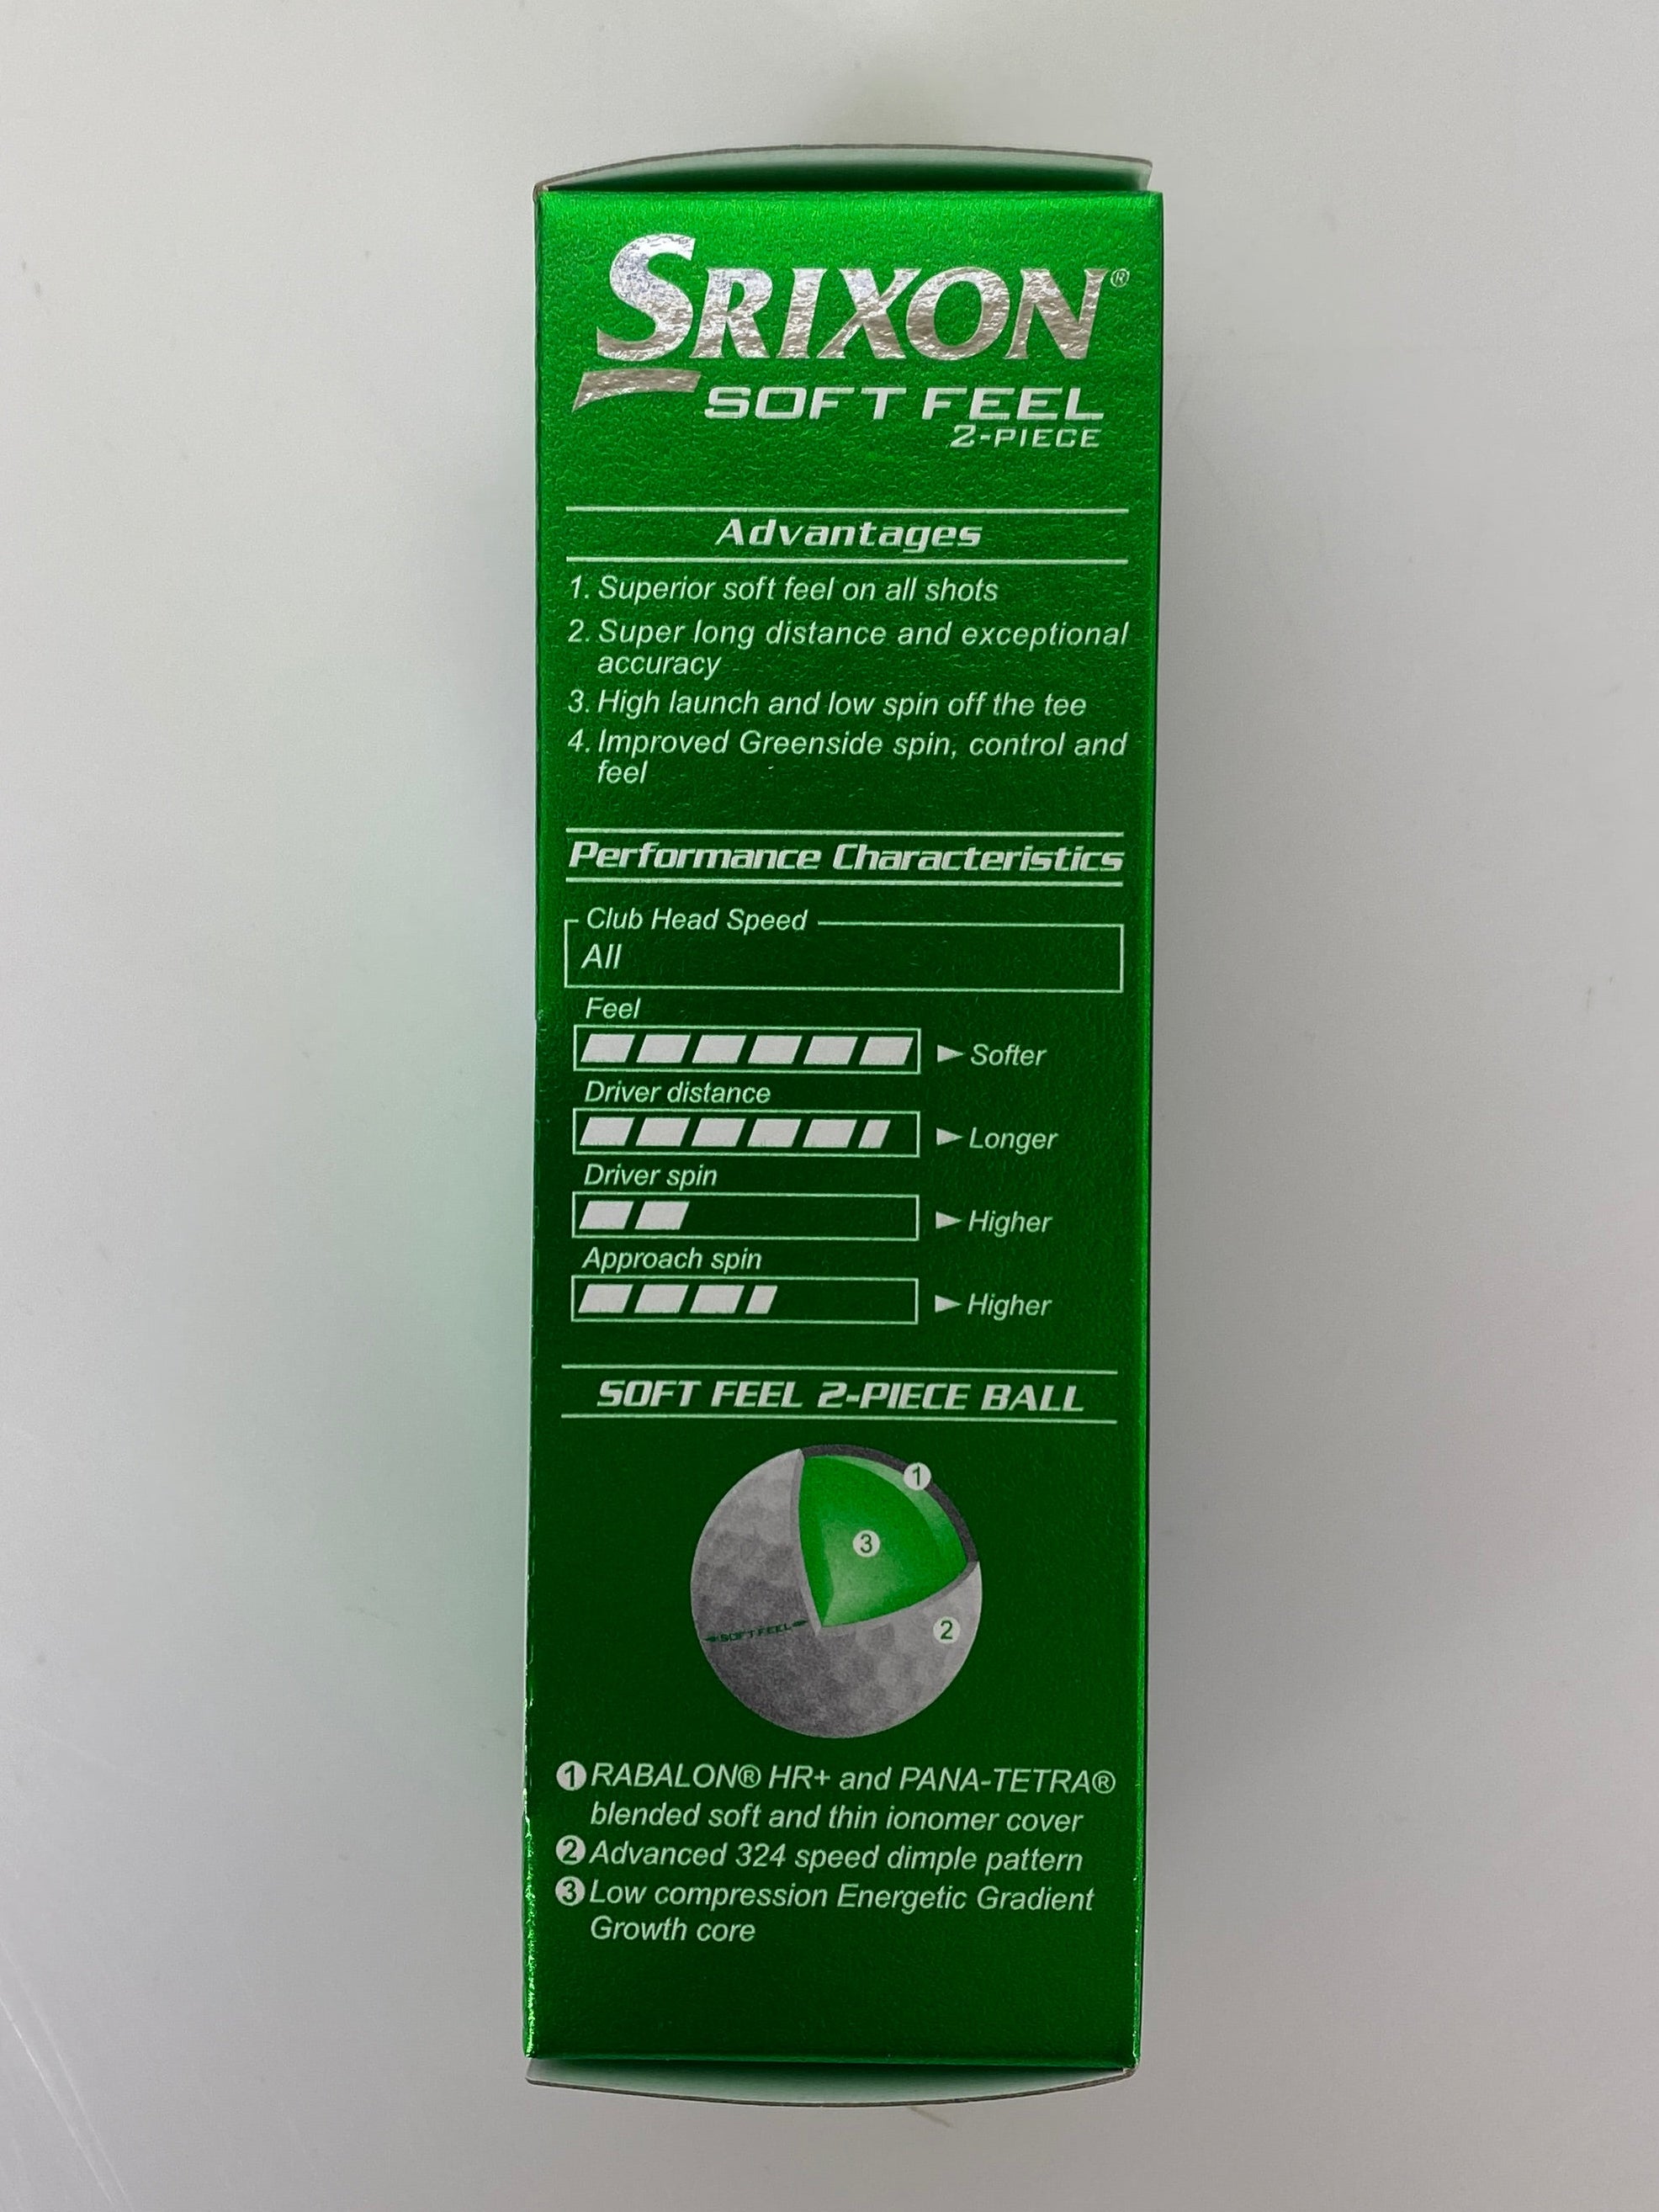 SRIXON®
SOFT FEEL
2-PIECE
Advantages
1. Superior soft feel on all shots
2. Super long distance and exceptional
accuracy
3. High launch and low spin off the tee
4. Improved Greenside spin, control and
feel
Performance Characteristics
Club Head Speed
All
Feel
Softer
Driver distance
Longer
Driver spin
Higher
Approach spin
Higher
SOFT FEEL 2-PIECE BALL
1
3
2
SOFT FEEL
1 RABALON® HR+ and PANA-TETRA®
blended soft and thin ionomer cover
2 Advanced 324 speed dimple pattern
3 Low compression Energetic Gradient
Growth core